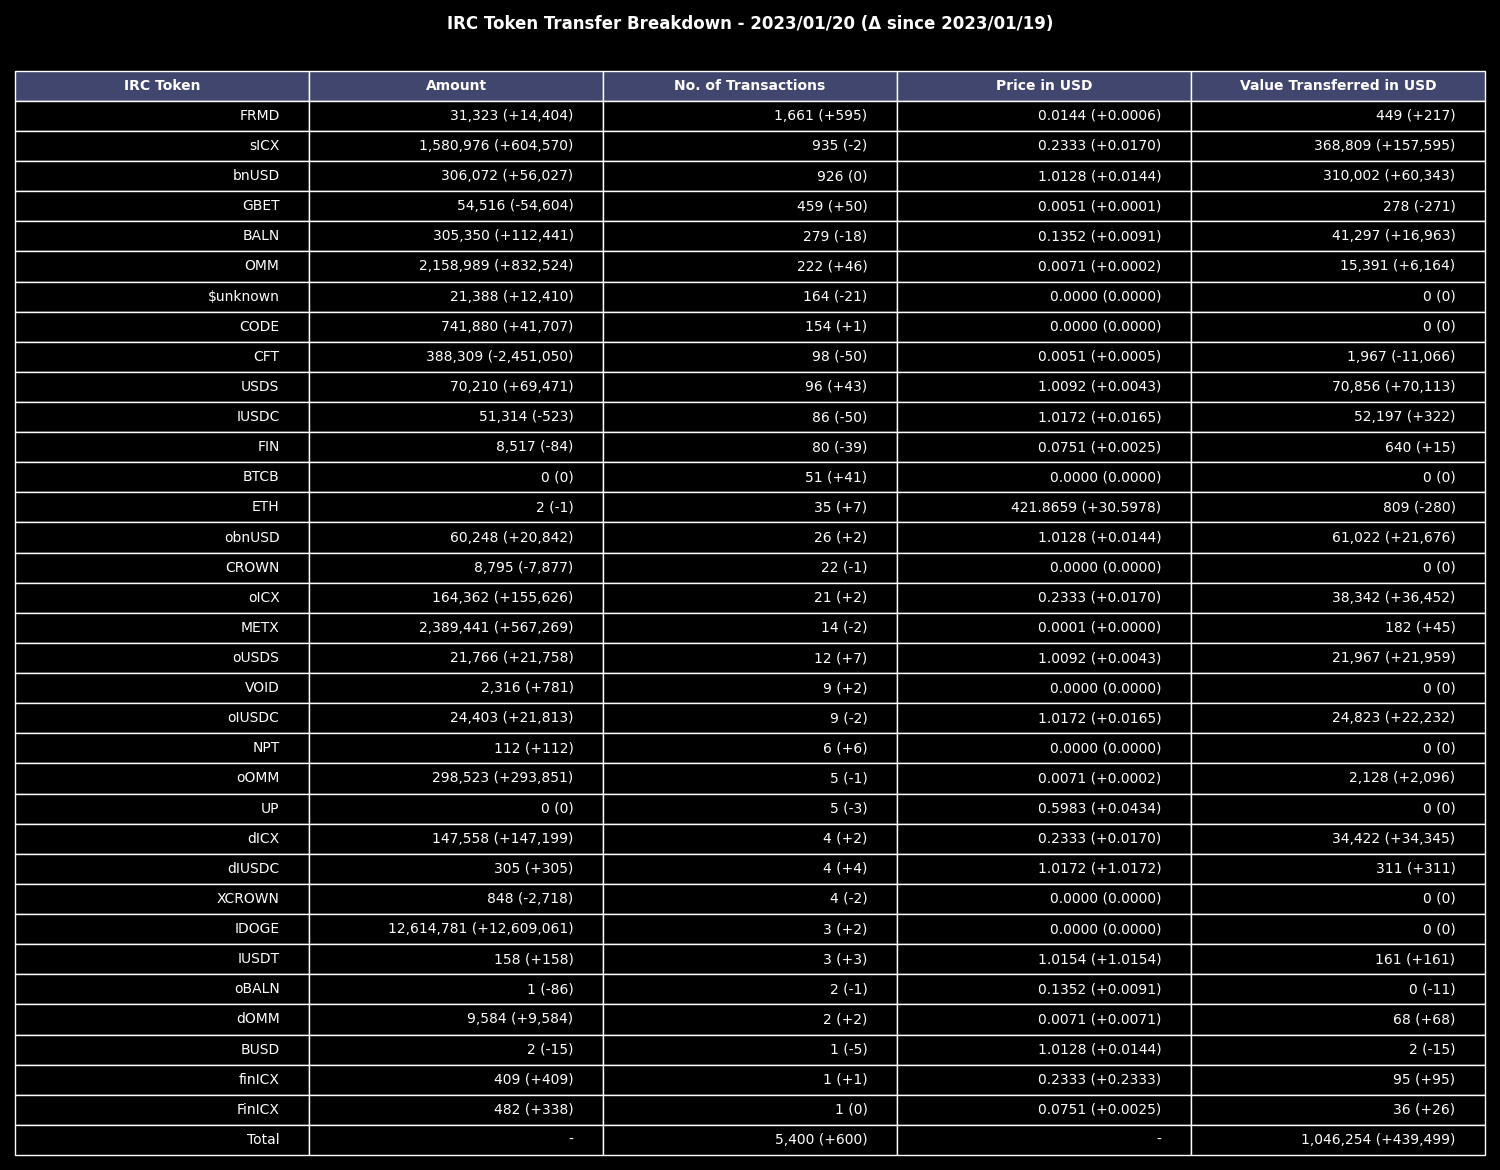 IRC Token Transfer Breakdown - 2023/01/20 (Δ since 2023/01/19)
IRC Token Amount No. of Transactions Price in USD Value Transferred in USD
FRMD 31,323 (+14,404) 1,661 (+595) 0.0144 (+0.0006) 449 (+217)
sICX 1,580,976 (+604,570) 935 (-2) 0.2333 (+0.0170) 368,809 (+157,595)
bnUSD 306,072 (+56,027) 926 (0) 1.0128 (+0.0144) 310,002 (+60,343)
GBET 54,516 (-54,604) 459 (+50) 0.0051 (+0.0001) 278 (-271)
BALN 305,350 (+112,441) 279 (-18) 0.1352 (+0.0091) 41,297 (+16,963)
OMM 2,158,989 (+832,524) 222 (+46) 0.0071 (+0.0002) 15,391 (+6,164)
$unknown 21,388 (+12,410) 164 (-21) 0.0000 (0.0000) 0 (0)
CODE 741,880 (+41,707) 154 (+1) 0.0000 (0.0000) 0 (0)
CFT 388,309 (-2,451,050) 98 (-50) 0.0051 (+0.0005) 1,967 (-11,066)
USDS 70,210 (+69,471) 96 (+43) 1.0092 (+0.0043) 70,856 (+70,113)
IUSDC 51,314 (-523) 86 (-50) 1.0172 (+0.0165) 52,197 (+322)
FIN 8,517 (-84) 80 (-39) 0.0751 (+0.0025) 640 (+15)
BTCB 0 (0) 51 (+41) 0.0000 (0.0000) 0 (0)
ETH 2 (-1) 35 (+7) 421.8659 (+30.5978) 809 (-280)
obnUSD 60,248 (+20,842) 26 (+2) 1.0128 (+0.0144) 61,022 (+21,676)
CROWN 8,795 (-7,877) 22 (-1) 0.0000 (0.0000) 0 (0)
oICX 164,362 (+155,626) 21 (+2) 0.2333 (+0.0170) 38,342 (+36,452)
METX 2,389,441 (+567,269) 14 (-2) 0.0001 (+0.0000) 182 (+45)
oUSDS 21,766 (+21,758) 12 (+7) 1.0092 (+0.0043) 21,967 (+21,959)
VOID 2,316 (+781) 9 (+2) 0.0000 (0.0000) 0 (0)
oIUSDC 24,403 (+21,813) 9 (-2) 1.0172 (+0.0165) 24,823 (+22,232)
NPT 112 (+112) 6 (+6) 0.0000 (0.0000) 0 (0)
oOMM 298,523 (+293,851) 5 (-1) 0.0071 (+0.0002) 2,128 (+2,096)
UP 0 (0) 5 (-3) 0.5983 (+0.0434) 0 (0)
dICX 147,558 (+147,199) 4 (+2) 0.2333 (+0.0170) 34,422 (+34,345)
dIUSDC 305 (+305) 4 (+4) 1.0172 (+1.0172) 311 (+311)
XCROWN 848 (-2,718) 4 (-2) 0.0000 (0.0000) 0 (0)
IDOGE 12,614,781 (+12,609,061) 3 (+2) 0.0000 (0.0000) 0 (0)
IUSDT 158 (+158) 3 (+3) 1.0154 (+1.0154) 161 (+161)
oBALN 1 (-86) 2 (-1) 0.1352 (+0.0091) 0 (-11)
dOMM 9,584 (+9,584) 2 (+2) 0.0071 (+0.0071) 68 (+68)
BUSD 2 (-15) 1 (-5) 1.0128 (+0.0144) 2 (-15)
finICX 409 (+409) 1 (+1) 0.2333 (+0.2333) 95 (+95)
FinICX 482 (+338) 1 (0) 0.0751 (+0.0025) 36 (+26)
Total - 5,400 (+600) - 1,046,254 (+439,499)